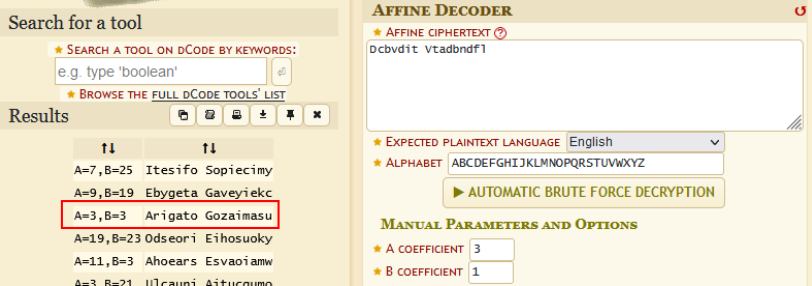 Search for a tool
★ SEARCH A TOOL ON DCODE BY KEYWORDS:
e.g. type 'boolean'
★ BROWSE THE FULL DCODE TOOLS' LIST
Results
↑↓ ↑↓
A=7,B=25 Itesifo Sopiecimy
A=9,B=19 Ebygeta Gaveyiekc
A=3,B=3 Arigato Gozaimasu
A=19,B=23 Odseori Eihosuoky
A=11,B=3 Ahoears Esvaoiamw
A=3,B=21 Ulcauni Aitucgumo
AFFINE DECODER
★ AFFINE CIPHERTEXT
Dcbvdit Vtadbndfl
★ EXPECTED PLAINTEXT LANGUAGE English
★ ALPHABET ABCDEFGHIJKLMNOPQRSTUVWXYZ
▶ AUTOMATIC BRUTE FORCE DECRYPTION
MANUAL PARAMETERS AND OPTIONS
★ A COEFFICIENT 3
★ B COEFFICIENT 1